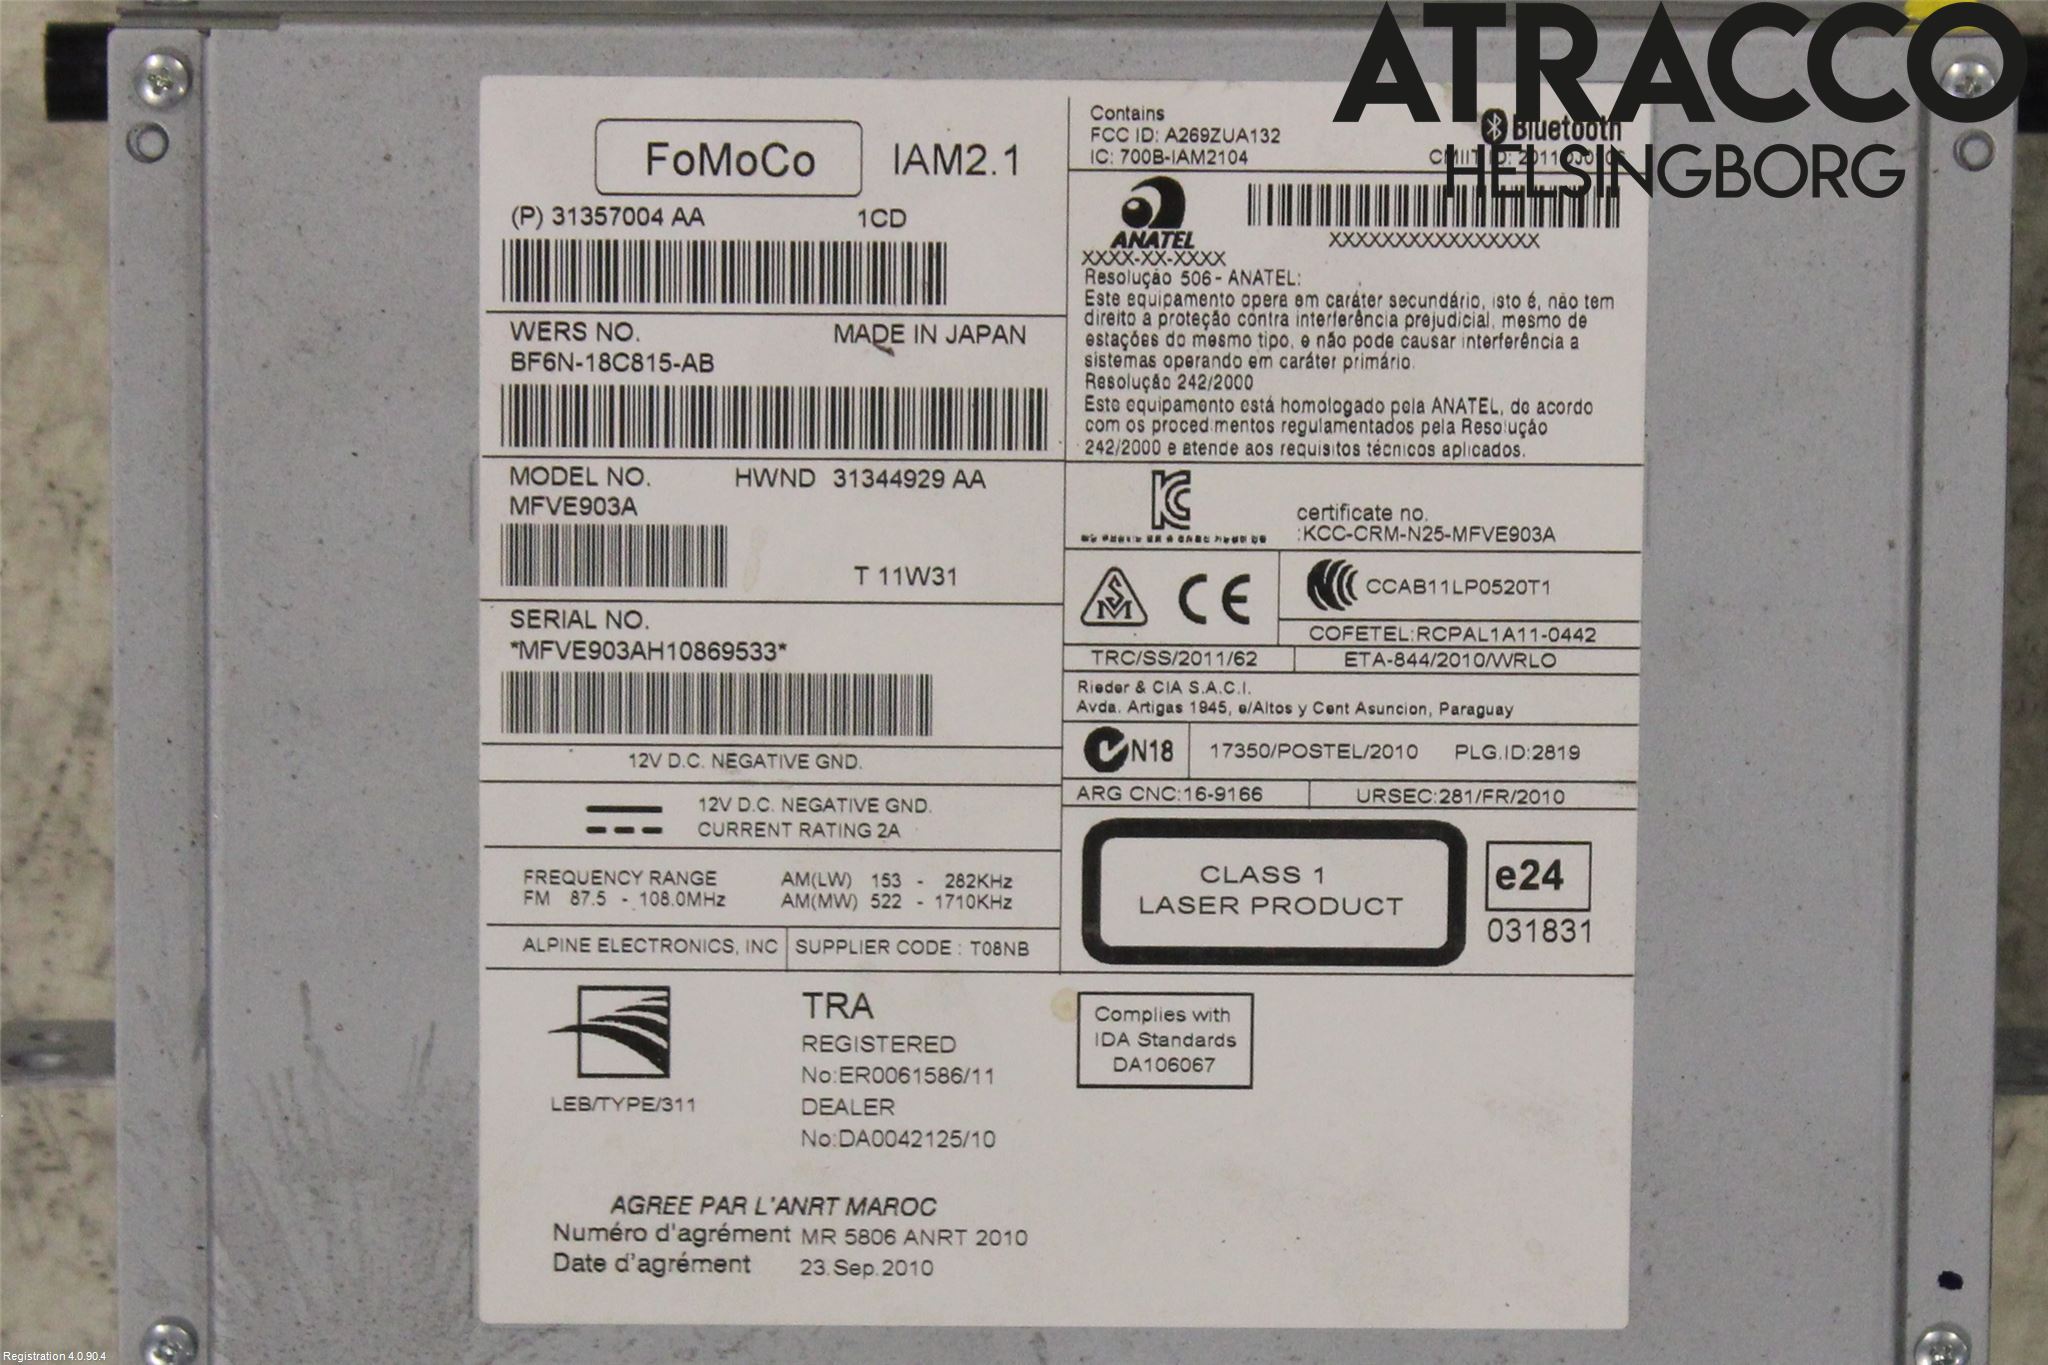 ATRACCO
HELSINGBORG
FoMoCo IAM2.1
(P) 31357004 AA 1CD
WERS NO. MADE IN JAPAN
BF6N-18C815-AB
MODEL NO. HWND 31344929 AA
MFVE903A
T 11W31
SERIAL NO.
*MFVE903AH10869533*
12V D.C. NEGATIVE GND.
12V D.C. NEGATIVE GND.
CURRENT RATING 2A
FREQUENCY RANGE AM(LW) 153 - 282KHz
FM 87.5 - 108.0MHz AM(MW) 522 - 1710KHz
ALPINE ELECTRONICS, INC SUPPLIER CODE : T08NB
Contains
FCC ID: A269ZUA132 Bluetooth
IC: 700B-IAM2104 CMIIT ID:
ANATEL
XXXXXXXXXXXXXXXX
XXXX-XX-XXXX
Resolução 506 - ANATEL:
Este equipamento opera em caráter secundário, isto é, não tem
direito a proteção contra interferência prejudicial, mesmo de
estações do mesmo tipo, e não pode causar interferência a
sistemas operando em caráter primário.
Resolução 242/2000
Este equipamento está homologado pela ANATEL, de acordo
com os procedimentos regulamentados pela Resolução
242/2000 e atende aos requisitos técnicos aplicados.
certificate no.
:KCC-CRM-N25-MFVE903A
CE CCAB11LP0520T1
COFETEL:RCPAL1A11-0442
TRC/SS/2011/62 ETA-844/2010/WRLO
Rieder & CIA S.A.C.I.
Avda. Artigas 1945, e/Altos y Cent Asuncion, Paraguay
N18 17350/POSTEL/2010 PLG.ID:2819
ARG CNC:16-9166 URSEC:281/FR/2010
CLASS 1
LASER PRODUCT
e24
031831
LEB/TYPE/311
TRA
REGISTERED
No:ER0061586/11
DEALER
No:DA0042125/10
Complies with
IDA Standards
DA106067
AGREE PAR L'ANRT MAROC
Numéro d'agrément MR 5806 ANRT 2010
Date d'agrément 23.Sep.2010
Registration 4.0.90.4